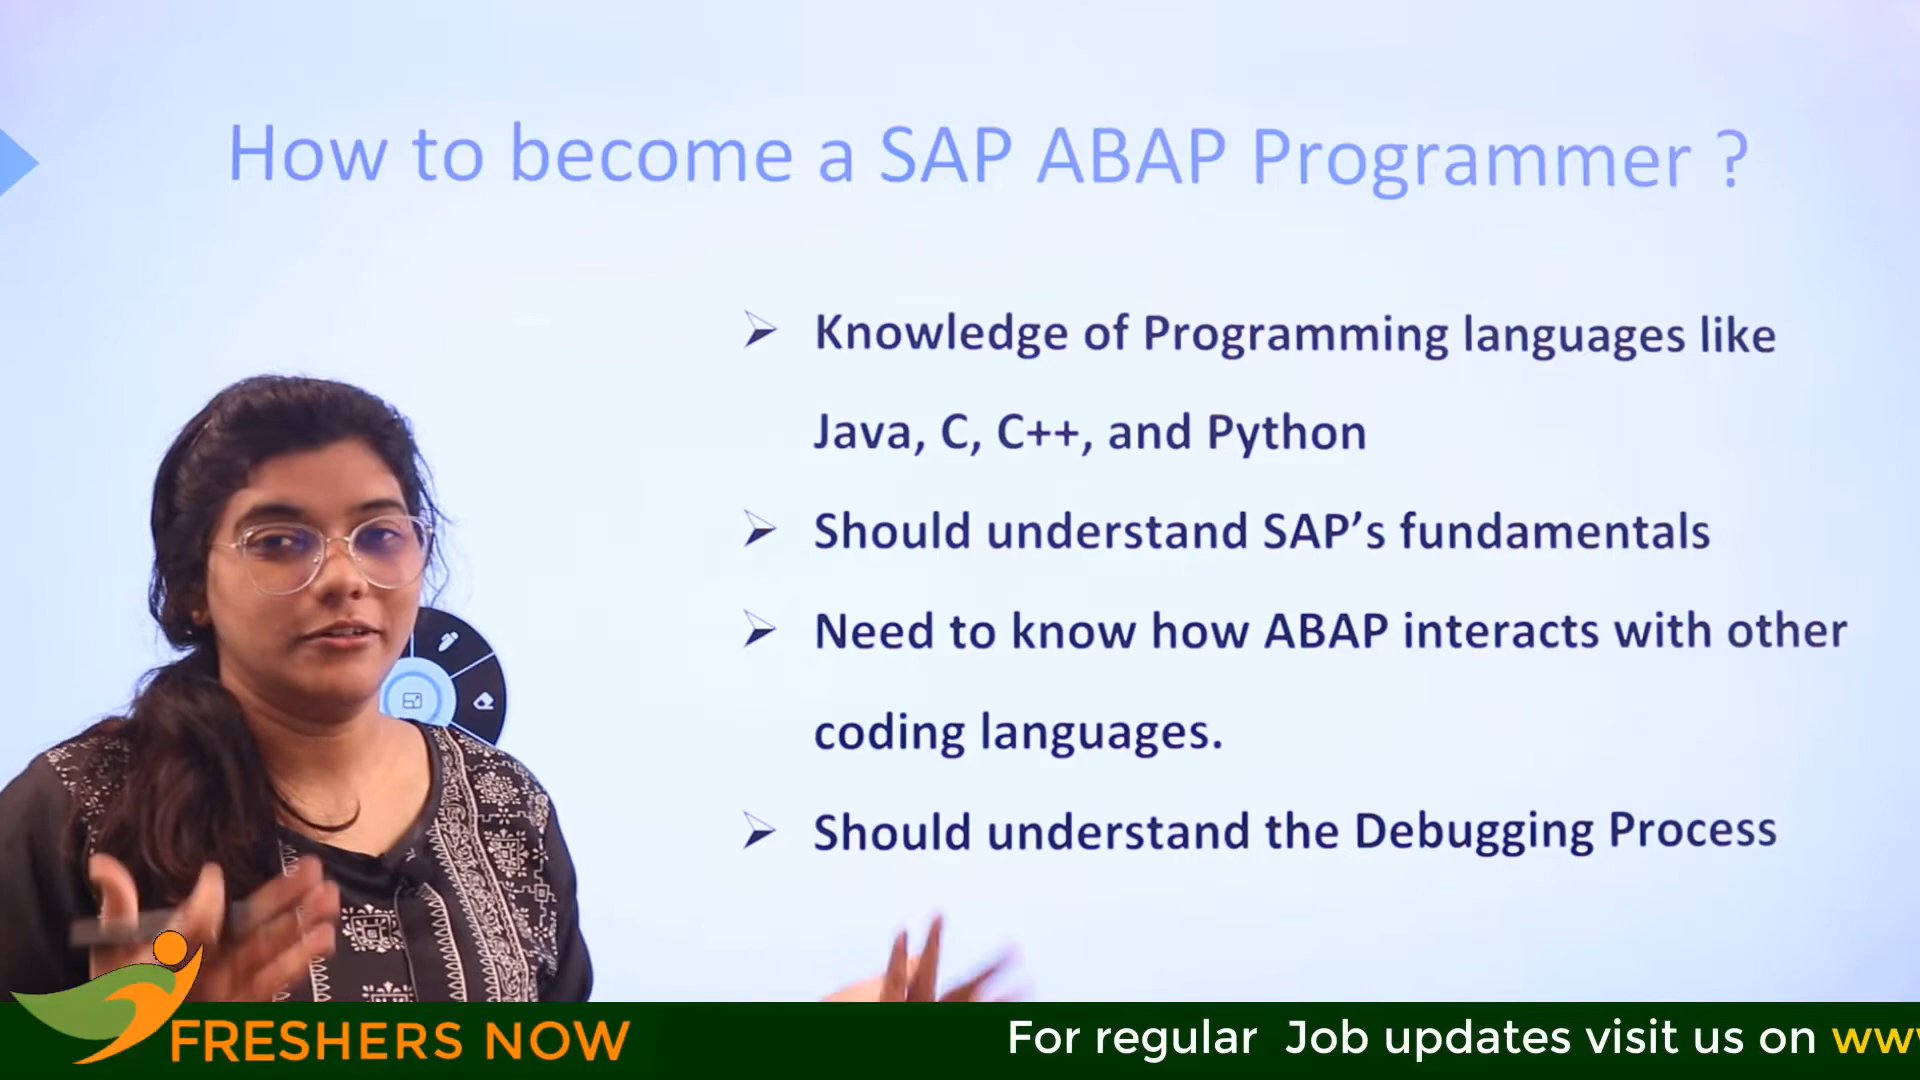 How to become a SAP ABAP Programmer ?
Knowledge of Programming languages like
Java, C, C++, and Python
Should understand SAP’s fundamentals
Need to know how ABAP interacts with other
coding languages.
Should understand the Debugging Process
FRESHERS NOW
For regular Job updates visit us on